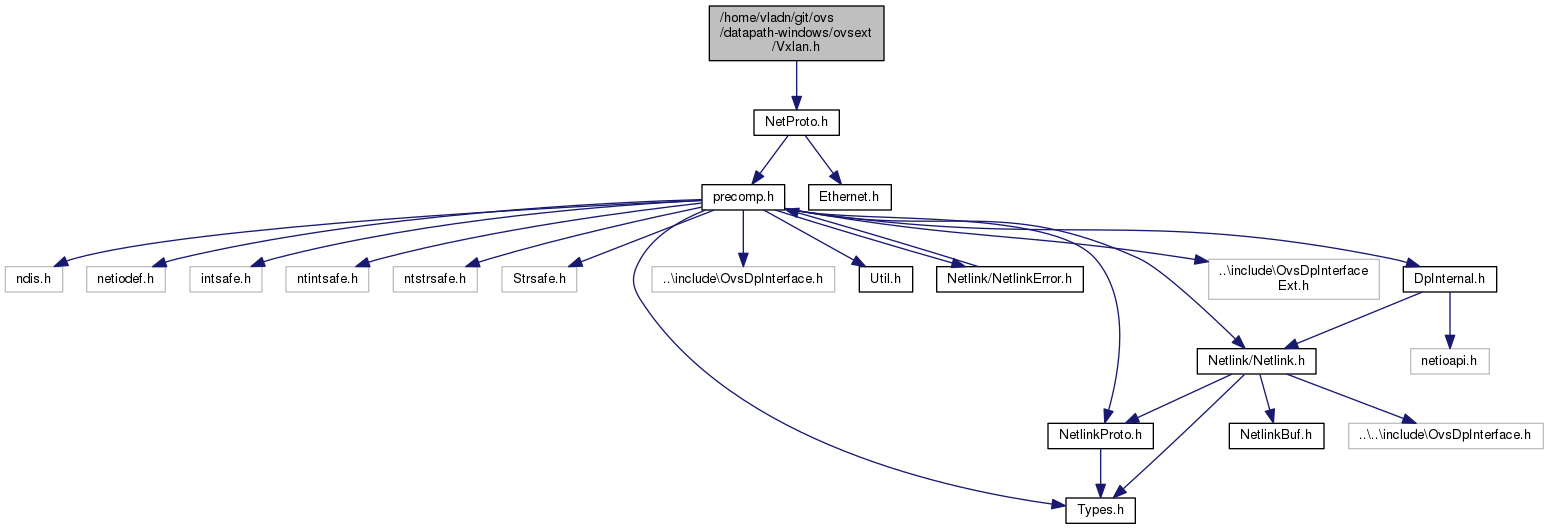 /home/vladn/git/ovs
/datapath-windows/ovsext
/Vxlan.h
NetProto.h
precomp.h
Ethernet.h
ndis.h
netiodef.h
intsafe.h
ntintsafe.h
ntstrsafe.h
Strsafe.h
..\include\OvsDpInterface.h
Util.h
Netlink/NetlinkError.h
..\include\OvsDpInterface
Ext.h
DpInternal.h
Netlink/Netlink.h
netioapi.h
NetlinkProto.h
NetlinkBuf.h
..\..\include\OvsDpInterface.h
Types.h